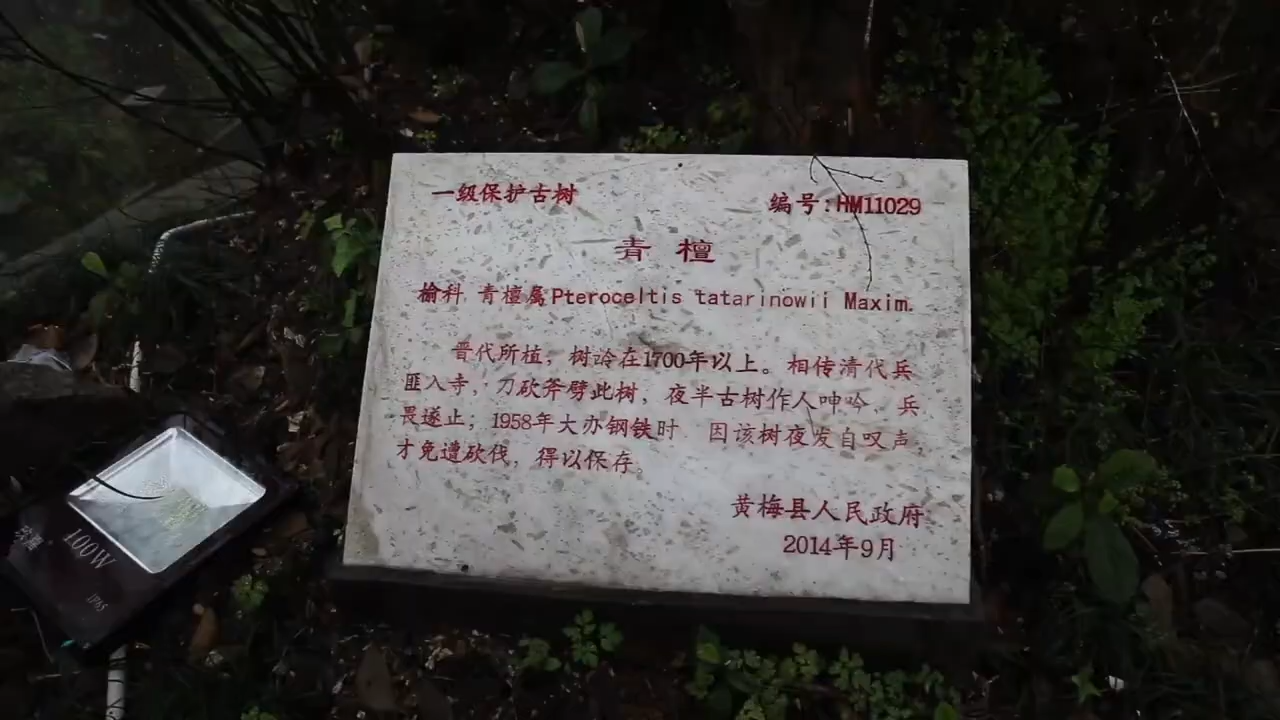 一级保护古树
编号:HM11029
青檀
榆科 青檀属Pteroceltis tatarinowii Maxim.
晋代所植，树龄在1700年以上。相传清代兵
匪入寺，刀砍斧劈此树，夜半古树作人呻吟，兵
畏遂止；1958年大办钢铁时，因该树夜发自叹声，
才免遭砍伐，得以保存。
黄梅县人民政府
2014年9月
100W
IP65